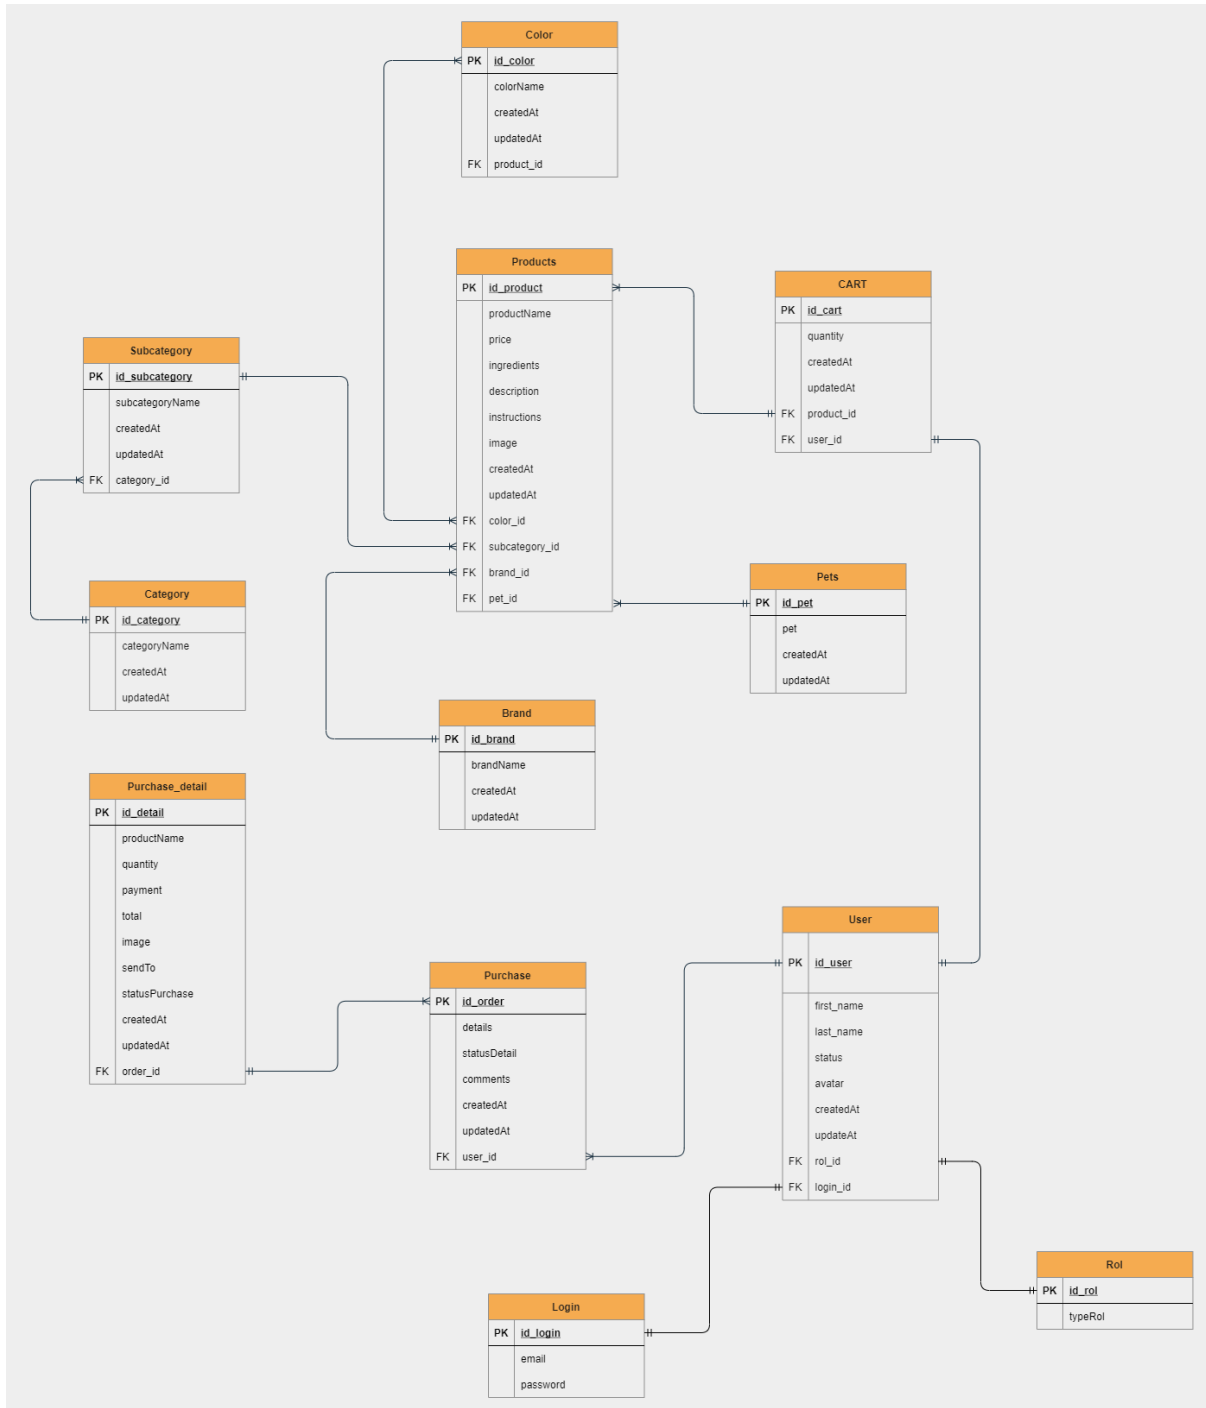 Color
PK id_color
colorName
createdAt
updatedAt
FK product_id
Products
PK id_product
productName
price
ingredients
description
instructions
image
createdAt
updatedAt
FK color_id
FK subcategory_id
FK brand_id
FK pet_id
CART
PK id_cart
quantity
createdAt
updatedAt
FK product_id
FK user_id
Subcategory
PK id_subcategory
subcategoryName
createdAt
updatedAt
FK category_id
Category
PK id_category
categoryName
createdAt
updatedAt
Pets
PK id_pet
pet
createdAt
updatedAt
Brand
PK id_brand
brandName
createdAt
updatedAt
Purchase_detail
PK id_detail
productName
quantity
payment
total
image
sendTo
statusPurchase
createdAt
updatedAt
FK order_id
Purchase
PK id_order
details
statusDetail
comments
createdAt
updatedAt
FK user_id
User
PK id_user
first_name
last_name
status
avatar
createdAt
updateAt
FK rol_id
FK login_id
Rol
PK id_rol
typeRol
Login
PK id_login
email
password